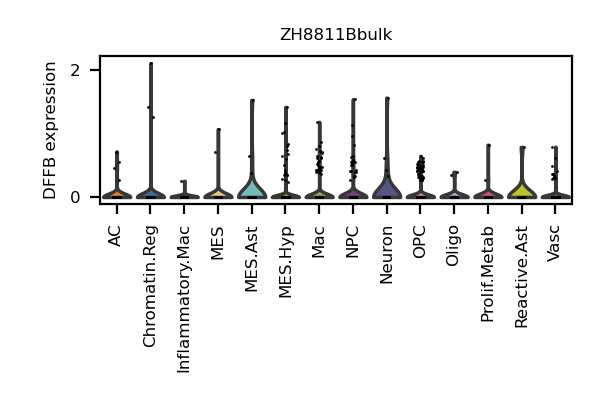 ZH8811Bbulk
DFFB expression
2
0
AC
Chromatin.Reg
Inflammatory.Mac
MES
MES.Ast
MES.Hyp
Mac
NPC
Neuron
OPC
Oligo
Prolif.Metab
Reactive.Ast
Vasc